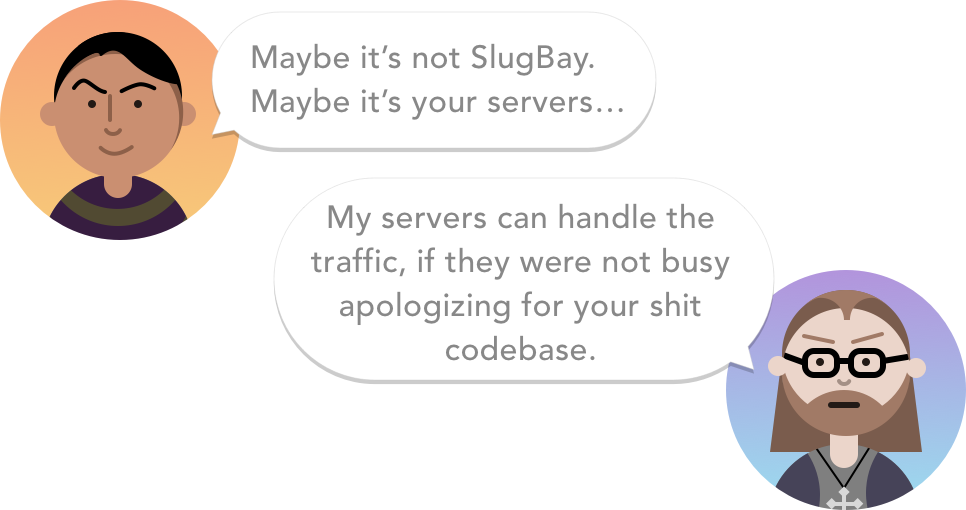 Maybe it’s not SlugBay.
Maybe it’s your servers…
My servers can handle the
traffic, if they were not busy
apologizing for your shit
codebase.